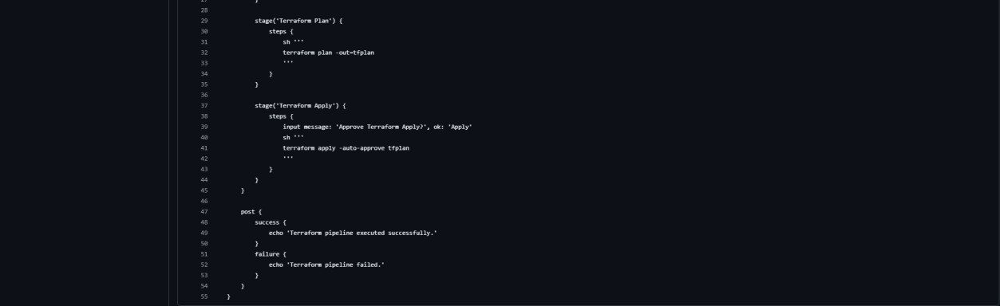 27 }
28
29 stage('Terraform Plan') {
30 steps {
31 sh '''
32 terraform plan -out=tfplan
33 '''
34 }
35 }
36
37 stage('Terraform Apply') {
38 steps {
39 input message: 'Approve Terraform Apply?', ok: 'Apply'
40 sh '''
41 terraform apply -auto-approve tfplan
42 '''
43 }
44 }
45 }
46
47 post {
48 success {
49 echo 'Terraform pipeline executed successfully.'
50 }
51 failure {
52 echo 'Terraform pipeline failed.'
53 }
54 }
55 }